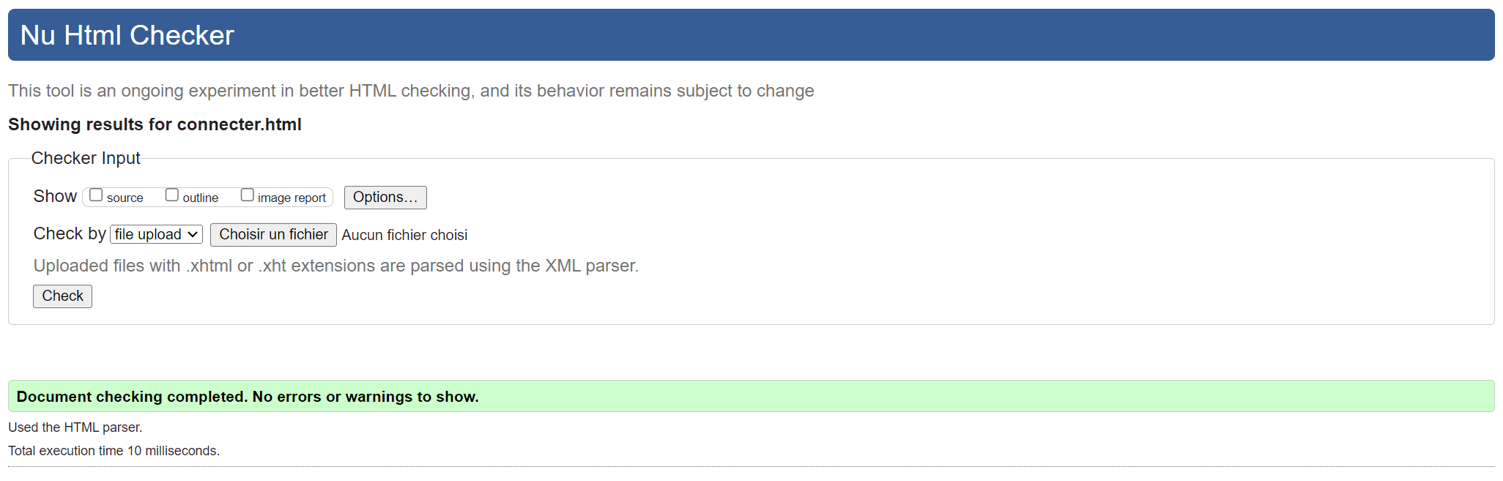 Nu Html Checker
This tool is an ongoing experiment in better HTML checking, and its behavior remains subject to change
Showing results for connecter.html
Checker Input
Show source outline image report Options…
Check by file upload Choisir un fichier Aucun fichier choisi
Uploaded files with .xhtml or .xht extensions are parsed using the XML parser.
Check
Document checking completed. No errors or warnings to show.
Used the HTML parser.
Total execution time 10 milliseconds.